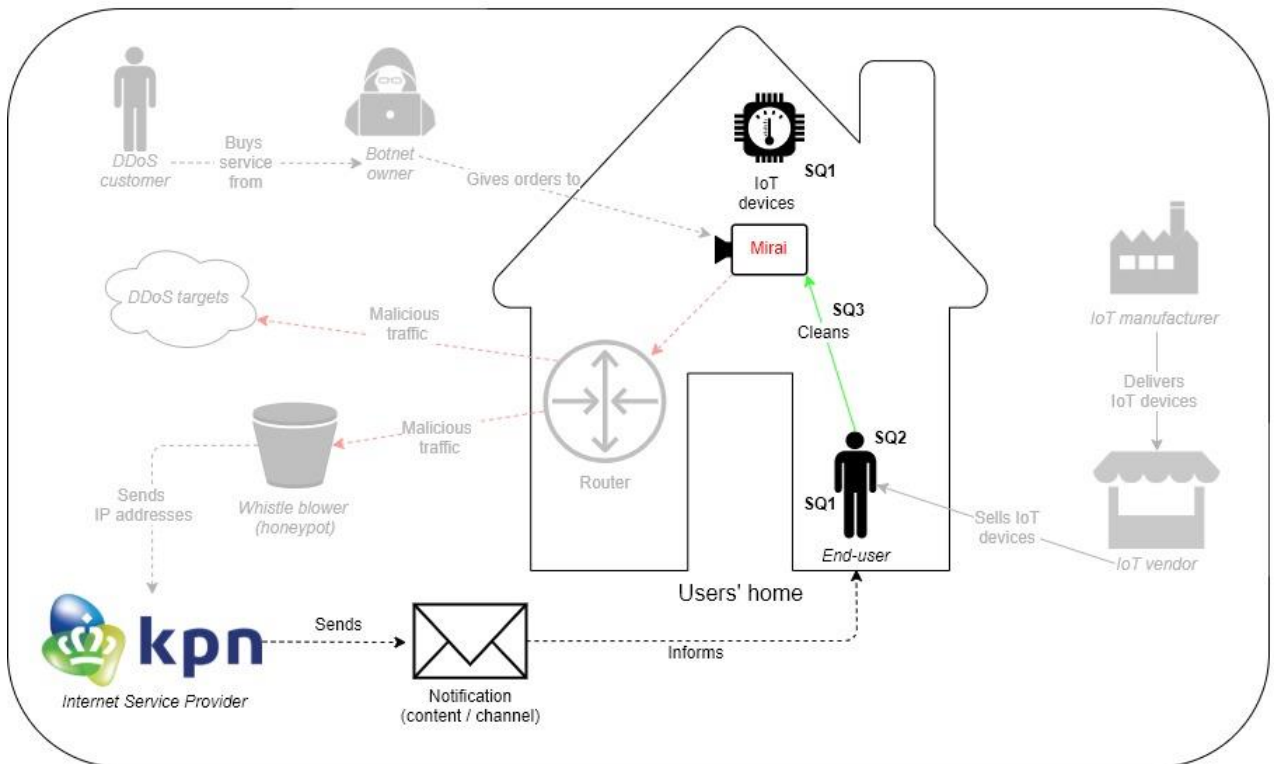 DDoS
customer
Buys
service
from
Botnet
owner
Gives orders to
IoT
devices
SQ1
Mirai
DDoS targets
Malicious
traffic
SQ3
Cleans
IoT manufacturer
Delivers
IoT devices
Malicious
traffic
Router
SQ2
SQ1
End-user
Sells IoT
devices
IoT vendor
Whistle blower
(honeypot)
Sends
IP addresses
Users' home
kpn
Internet Service Provider
Sends
Notification
(content / channel)
Informs